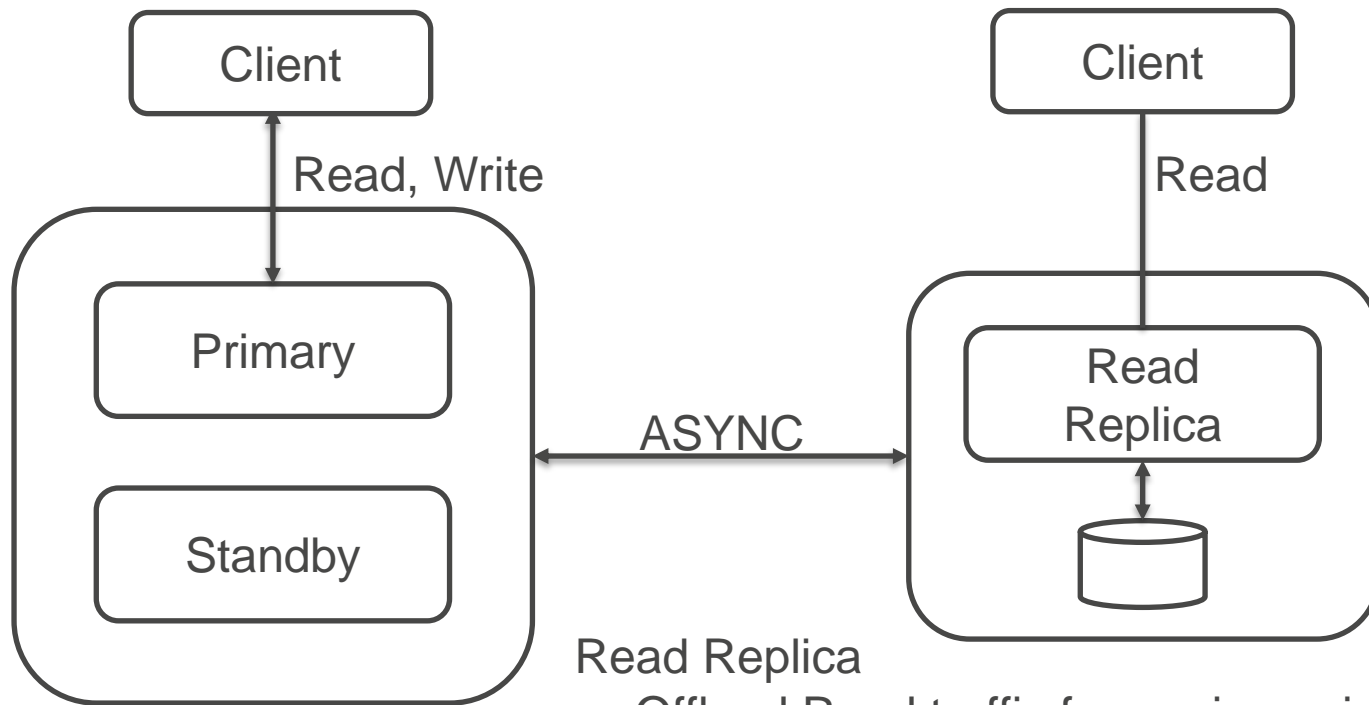 Client
Client
Read, Write
Read
Primary
Read
Replica
ASYNC
Standby
Read Replica